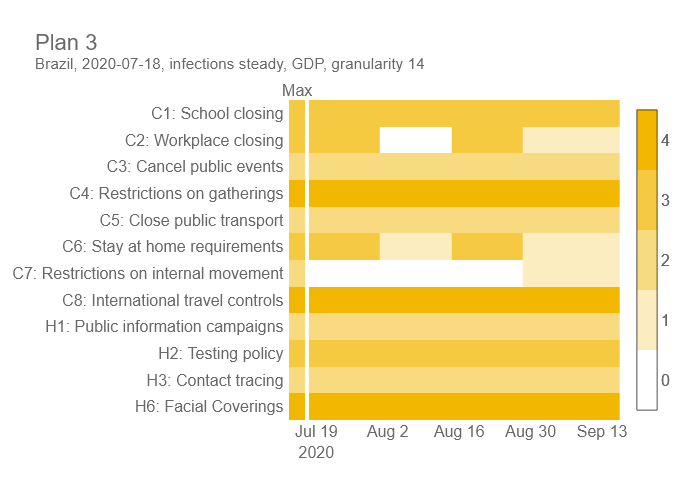 Plan 3
Brazil, 2020-07-18, infections steady, GDP, granularity 14
Max
C1: School closing
C2: Workplace closing
C3: Cancel public events
C4: Restrictions on gatherings
C5: Close public transport
C6: Stay at home requirements
C7: Restrictions on internal movement
C8: International travel controls
H1: Public information campaigns
H2: Testing policy
H3: Contact tracing
H6: Facial Coverings
4
3
2
1
0
Jul 19 Aug 2 Aug 16 Aug 30 Sep 13
2020